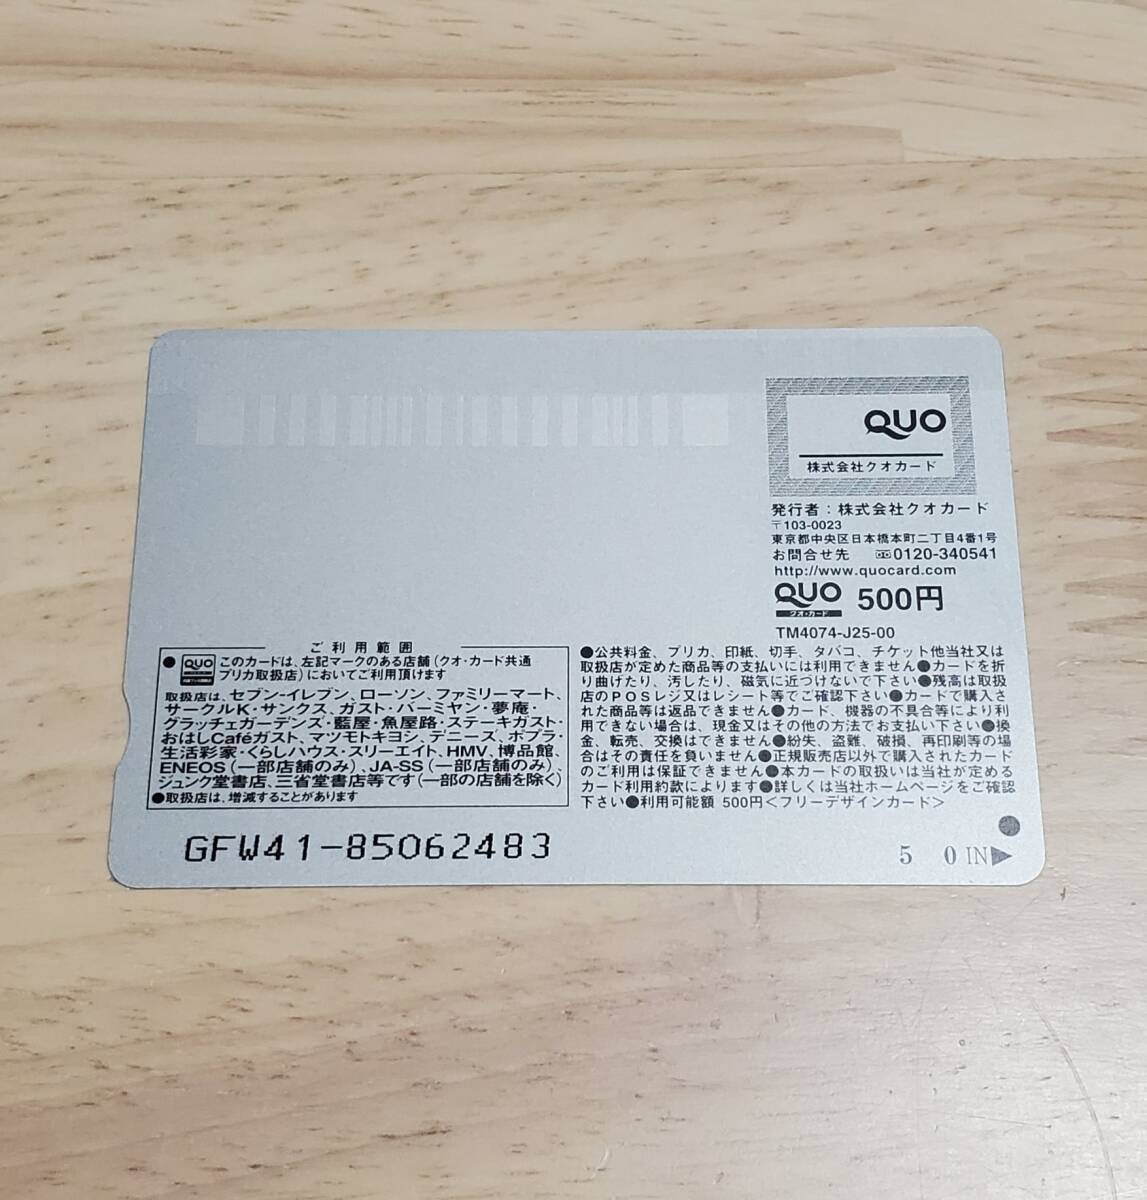 QUO
株式会社クオカード
発行者：株式会社クオカード
〒103-0023
東京都中央区日本橋本町二丁目4番1号
お問合せ先 0120-340541
http://www.quocard.com
QUO クオ・カード 500円
TM4074-J25-00
ご利用範囲
●QUO このカードは、左記マークのある店舗（クオ・カード共通
プリカ取扱店）においてご利用頂けます
取扱店は、セブン-イレブン、ローソン、ファミリーマート、
サークルK・サンクス、ガスト・バーミヤン・夢庵・
グラッチェガーデンズ・藍屋・魚屋路・ステーキガスト・
おはしCaféガスト、マツモトキヨシ、デニーズ、ポプラ・
生活彩家・くらしハウス・スリーエイト、HMV、博品館、
ENEOS（一部店舗のみ）、JA-SS（一部店舗のみ）、
ジュンク堂書店、三省堂書店等です（一部の店舗を除く）
●取扱店は、増減することがあります
●公共料金、プリカ、印紙、切手、タバコ、チケット他当社又は
取扱店が定めた商品等の支払いには利用できません●カードを折
り曲げたり、汚したり、磁気に近づけないで下さい●残高は取扱
店のPOSレジ又はレシート等でご確認下さい●カードで購入さ
れた商品等は返品できません●カード、機器の不具合等により利
用できない場合は、現金又はその他の方法でお支払い下さい●換
金、転売、交換はできません●紛失、盗難、破損、再印刷等の場
合はその責任を負いません●正規販売店以外で購入されたカード
のご利用は保証できません●本カードの取扱いは当社が定める
カード利用約款によります●詳しくは当社ホームページをご確認
下さい●利用可能額 500円＜フリーデザインカード＞
GFW41-85062483
5 0 IN▶